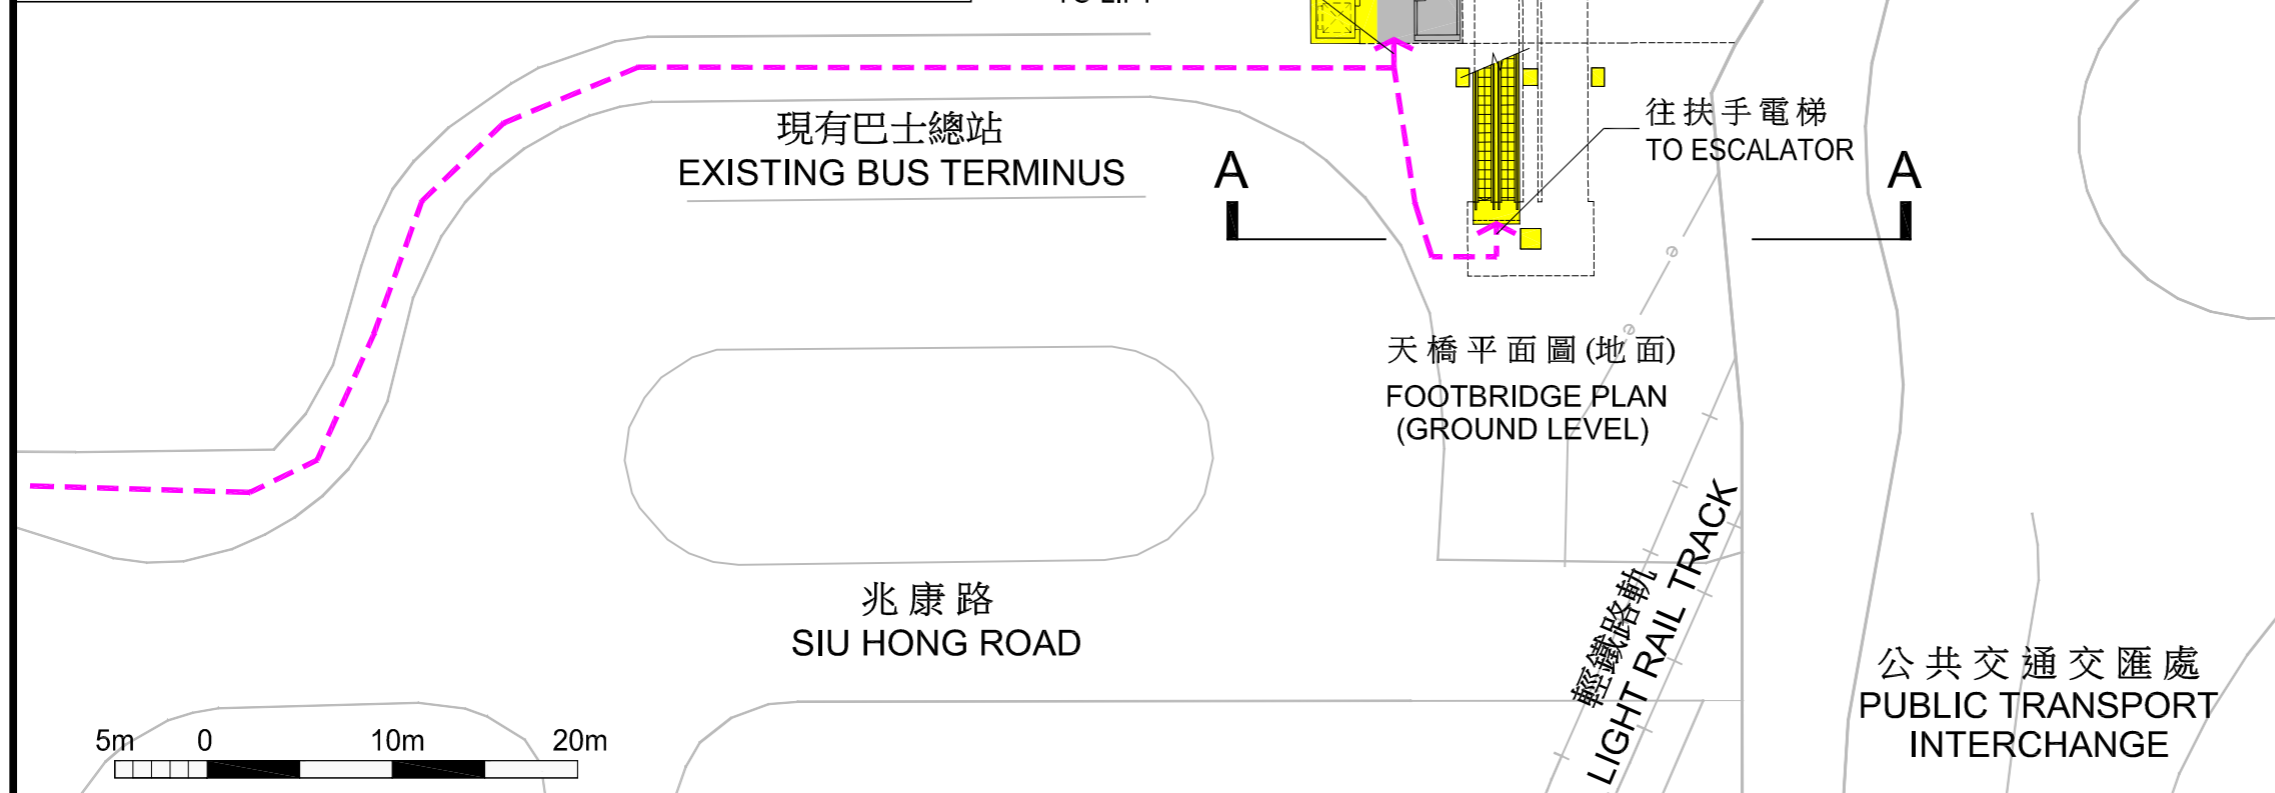 TO LIFT
現有巴士總站
EXISTING BUS TERMINUS
往扶手電梯
TO ESCALATOR
A
A
天橋平面圖(地面)
FOOTBRIDGE PLAN
(GROUND LEVEL)
e
e
兆康路
SIU HONG ROAD
輕鐵路軌
LIGHT RAIL TRACK
公共交通交匯處
PUBLIC TRANSPORT
INTERCHANGE
5m 0 10m 20m